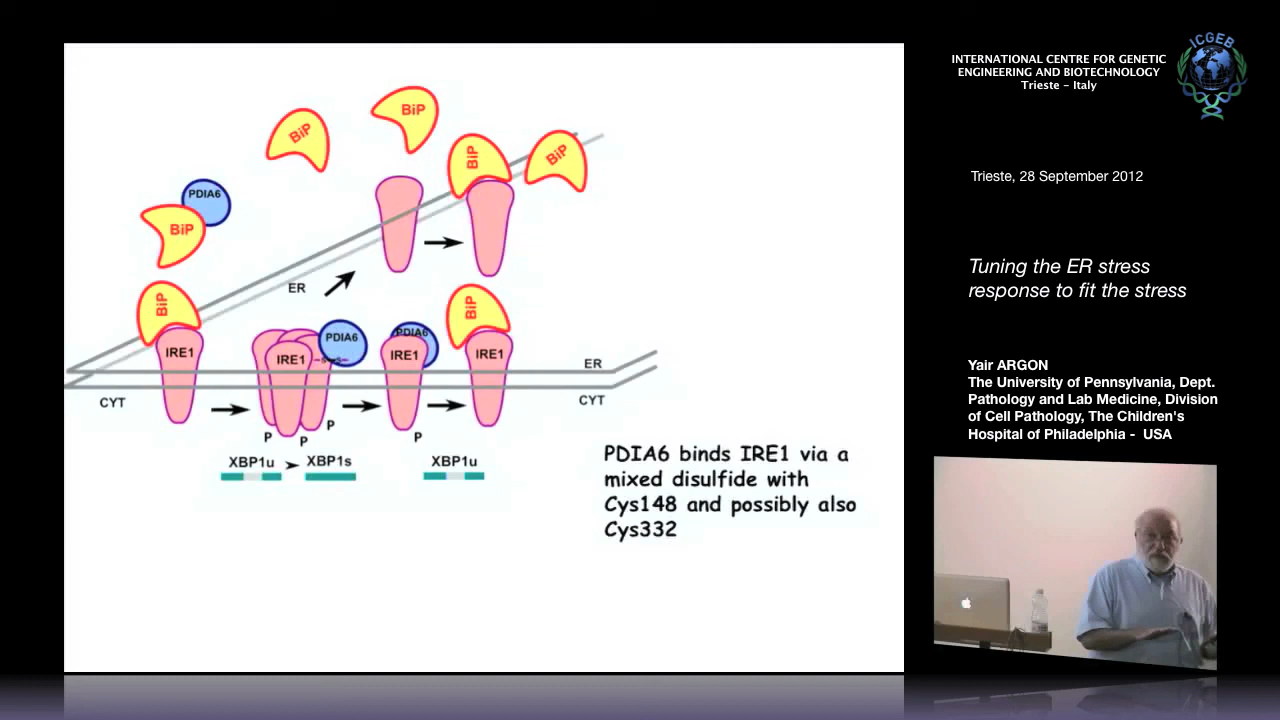 BiP
BiP
BiP
BiP
PDIA6
BiP
ER
BiP
BiP
PDIA6
PDIA6
IRE1
IRE1
IRE1
IRE1
ER
CYT
CYT
P
P
P
P
XBP1u
XBP1s
XBP1u
PDIA6 binds IRE1 via a
mixed disulfide with
Cys148 and possibly also
Cys332
INTERNATIONAL CENTRE FOR GENETIC
ENGINEERING AND BIOTECHNOLOGY
Trieste - Italy
ICGEB
Trieste, 28 September 2012
Tuning the ER stress
response to fit the stress
Yair ARGON
The University of Pennsylvania, Dept.
Pathology and Lab Medicine, Division
of Cell Pathology, The Children's
Hospital of Philadelphia - USA